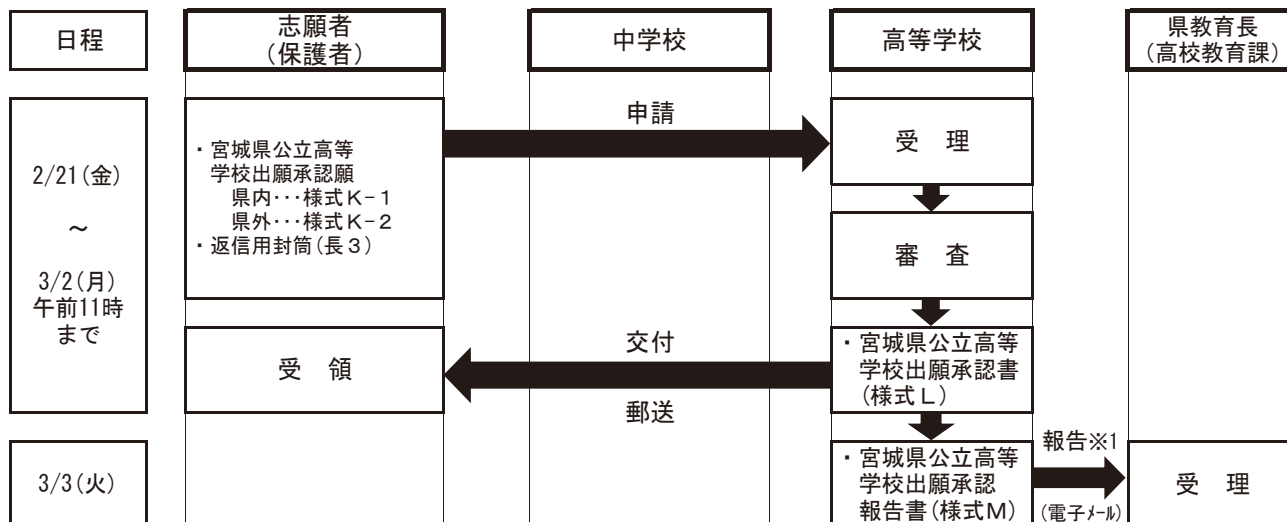 日程
志願者
(保護者)
中学校
高等学校
県教育長
(高校教育課)
2/21(金)
～
3/2(月)
午前11時
まで
・宮城県公立高等
学校出願承認願
県内･･･様式K-1
県外･･･様式K-2
・返信用封筒(長3)
申請
受　理
審　査
・宮城県公立高等
学校出願承認書
(様式L)
交付
郵送
受　領
3/3(火)
・宮城県公立高等
学校出願承認
報告書(様式M)
報告※1
(電子ﾒｰﾙ)
受　理